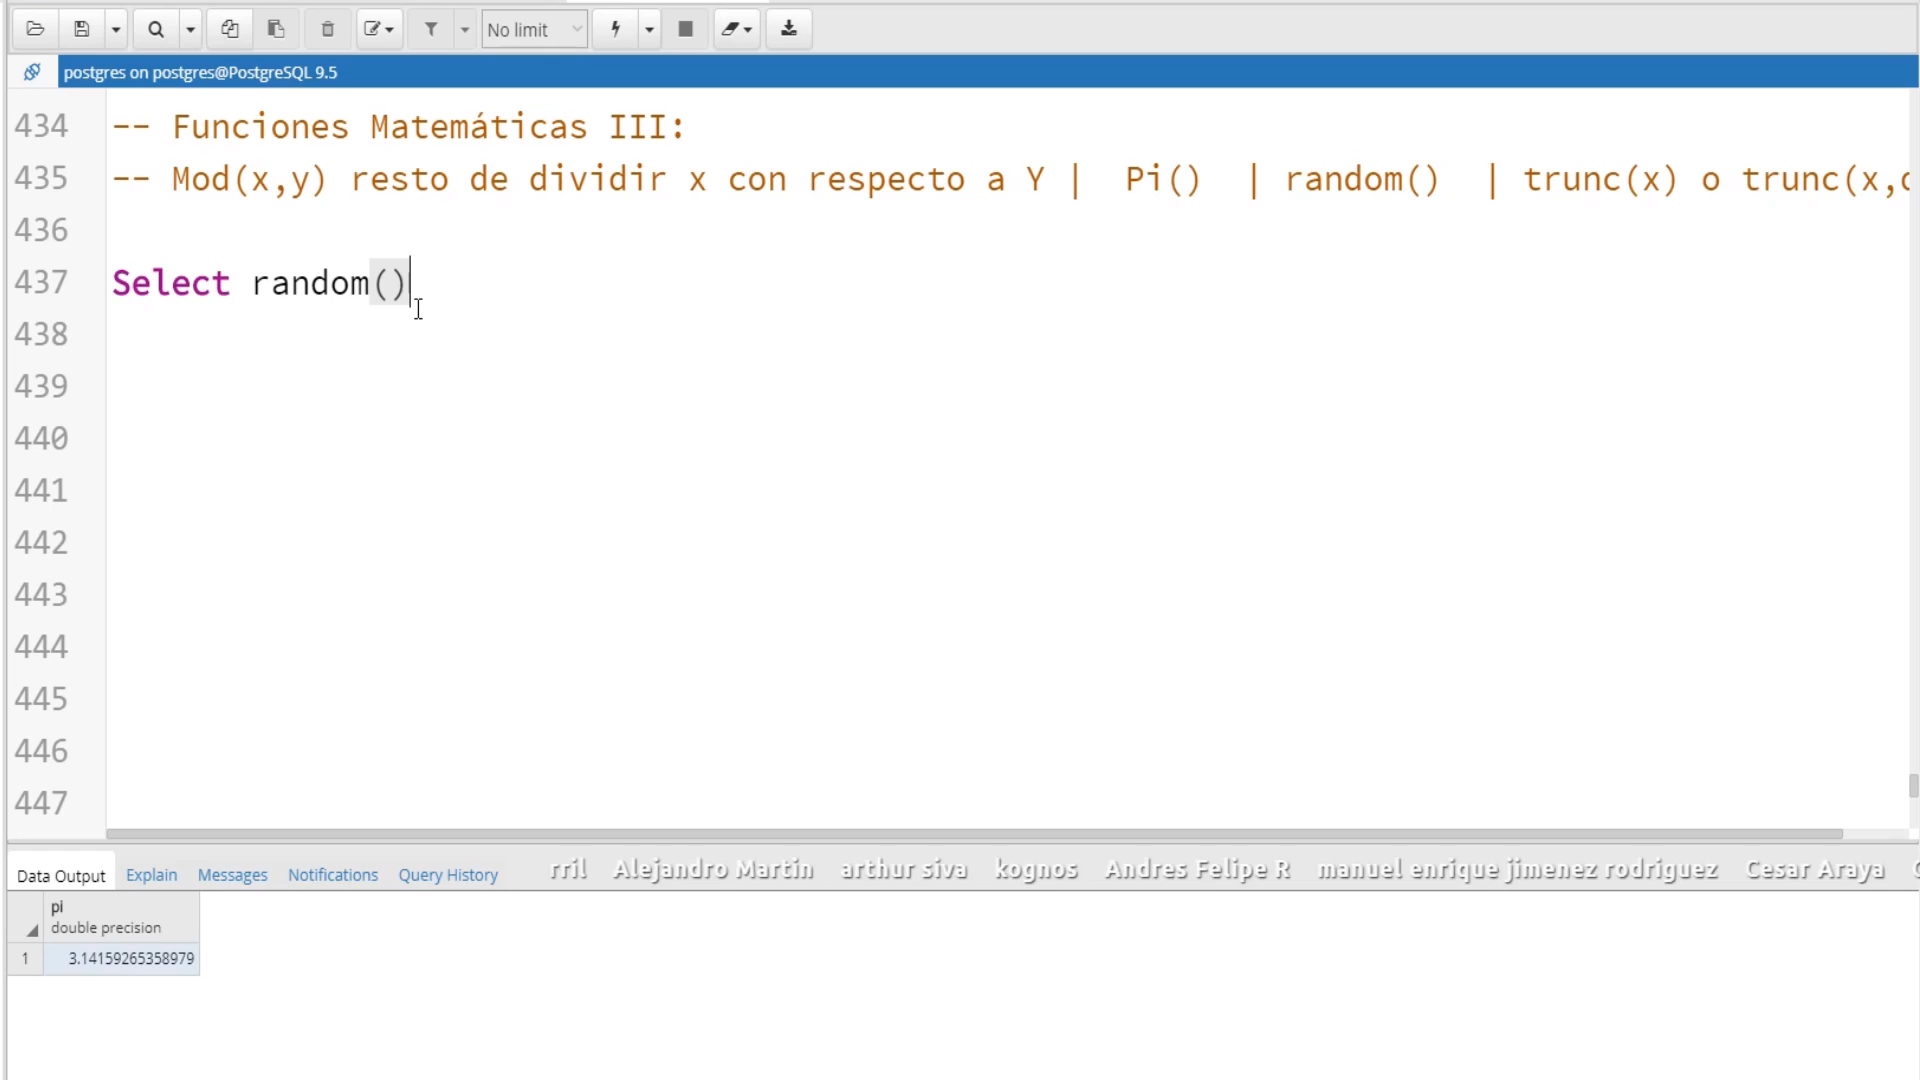 No limit
postgres on postgres@PostgreSQL 9.5
434 -- Funciones Matemáticas III:
435 -- Mod(x,y) resto de dividir x con respecto a Y | Pi() | random() | trunc(x) o trunc(x,
436
437 Select random()
438
439
440
441
442
443
444
445
446
447
Data Output Explain Messages Notifications Query History
rril Alejandro Martin arthur siva kognos Andres Felipe R manuel enrique jimenez rodriguez Cesar Araya
pi
double precision
1 3.14159265358979